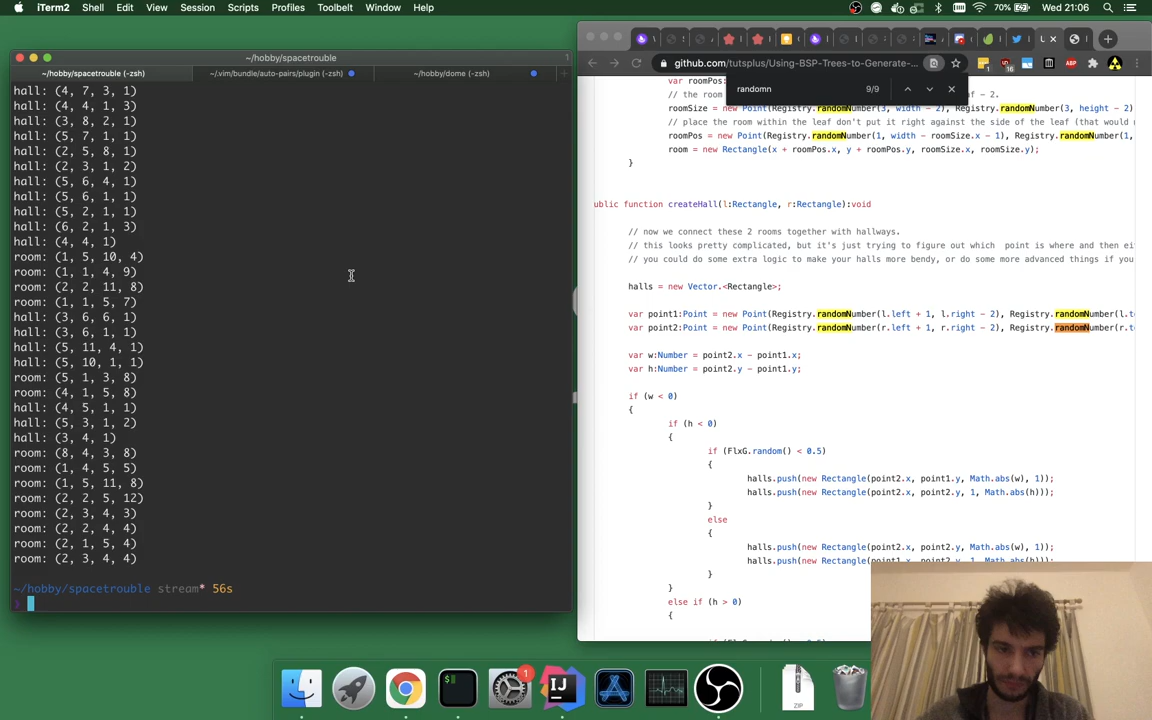 iTerm2 Shell Edit View Session Scripts Profiles Toolbelt Window Help
70% Wed 21:06
~/hobby/spacetrouble
~/hobby/spacetrouble (-zsh)
~/.vim/bundle/auto-pairs/plugin (-zsh)
~/hobby/dome (-zsh)
hall: (4, 7, 3, 1)
hall: (4, 4, 1, 3)
hall: (3, 8, 2, 1)
hall: (5, 7, 1, 1)
room: (2, 5, 8, 1)
hall: (2, 3, 1, 2)
hall: (5, 6, 4, 1)
hall: (5, 6, 1, 1)
hall: (5, 2, 1, 1)
hall: (6, 2, 1, 3)
hall: (4, 4, 1)
room: (1, 5, 10, 4)
room: (1, 1, 4, 9)
room: (2, 2, 11, 8)
room: (1, 1, 5, 7)
hall: (3, 6, 6, 1)
hall: (3, 6, 1, 1)
hall: (5, 11, 4, 1)
hall: (5, 10, 1, 1)
room: (5, 1, 3, 8)
room: (4, 1, 5, 8)
hall: (4, 5, 1, 1)
hall: (5, 3, 1, 2)
hall: (3, 4, 1)
room: (8, 4, 3, 8)
room: (1, 4, 5, 5)
room: (1, 5, 11, 8)
room: (2, 2, 5, 12)
room: (2, 3, 4, 3)
room: (2, 2, 4, 4)
room: (2, 1, 5, 4)
room: (2, 3, 4, 4)
~/hobby/spacetrouble stream* 56s
❯
github.com/tutsplus/Using-BSP-Trees-to-Generate-...
randomn 9/9
var roomPos:
// the room
af - 2.
roomSize = new Point(Registry.randomNumber(3, width - 2), Registry.randomNumber(3, height - 2)
// place the room within the leaf don't put it right against the side of the leaf (that would
roomPos = new Point(Registry.randomNumber(1, width - roomSize.x - 1), Registry.randomNumber(1,
room = new Rectangle(x + roomPos.x, y + roomPos.y, roomSize.x, roomSize.y);
}
ublic function createHall(l:Rectangle, r:Rectangle):void
// now we connect these 2 rooms together with hallways.
// this looks pretty complicated, but it's just trying to figure out which  point is where and then ei
// you could do some extra logic to make your halls more bendy, or do some more advanced things if you
halls = new Vector.<Rectangle>;
var point1:Point = new Point(Registry.randomNumber(l.left + 1, l.right - 2), Registry.randomNumber(l.t
var point2:Point = new Point(Registry.randomNumber(r.left + 1, r.right - 2), Registry.randomNumber(r.t
var w:Number = point2.x - point1.x;
var h:Number = point2.y - point1.y;
if (w < 0)
{
if (h < 0)
{
if (FlxG.random() < 0.5)
{
halls.push(new Rectangle(point2.x, point1.y, Math.abs(w), 1));
halls.push(new Rectangle(point2.x, point2.y, 1, Math.abs(h)));
}
else
{
halls.push(new Rectangle(point2.x, point2.y, Math.abs(w), 1));
halls.push(new Rectangle(point1.x, point2.y, 1, Math.abs(h)));
}
}
else if (h > 0)
{
1
ZIP